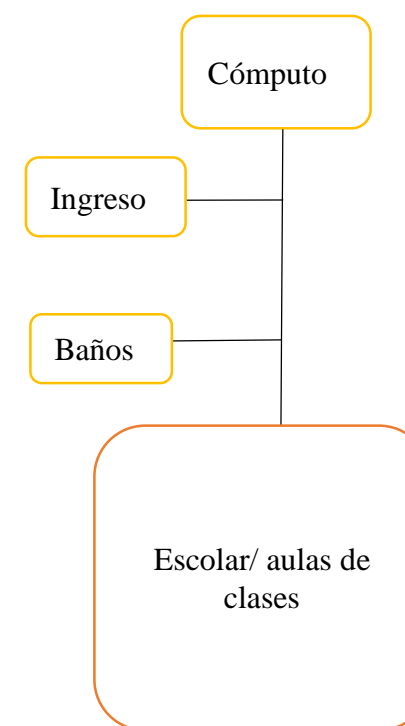 Cómputo
Ingreso
Baños
Escolar/ aulas de
clases